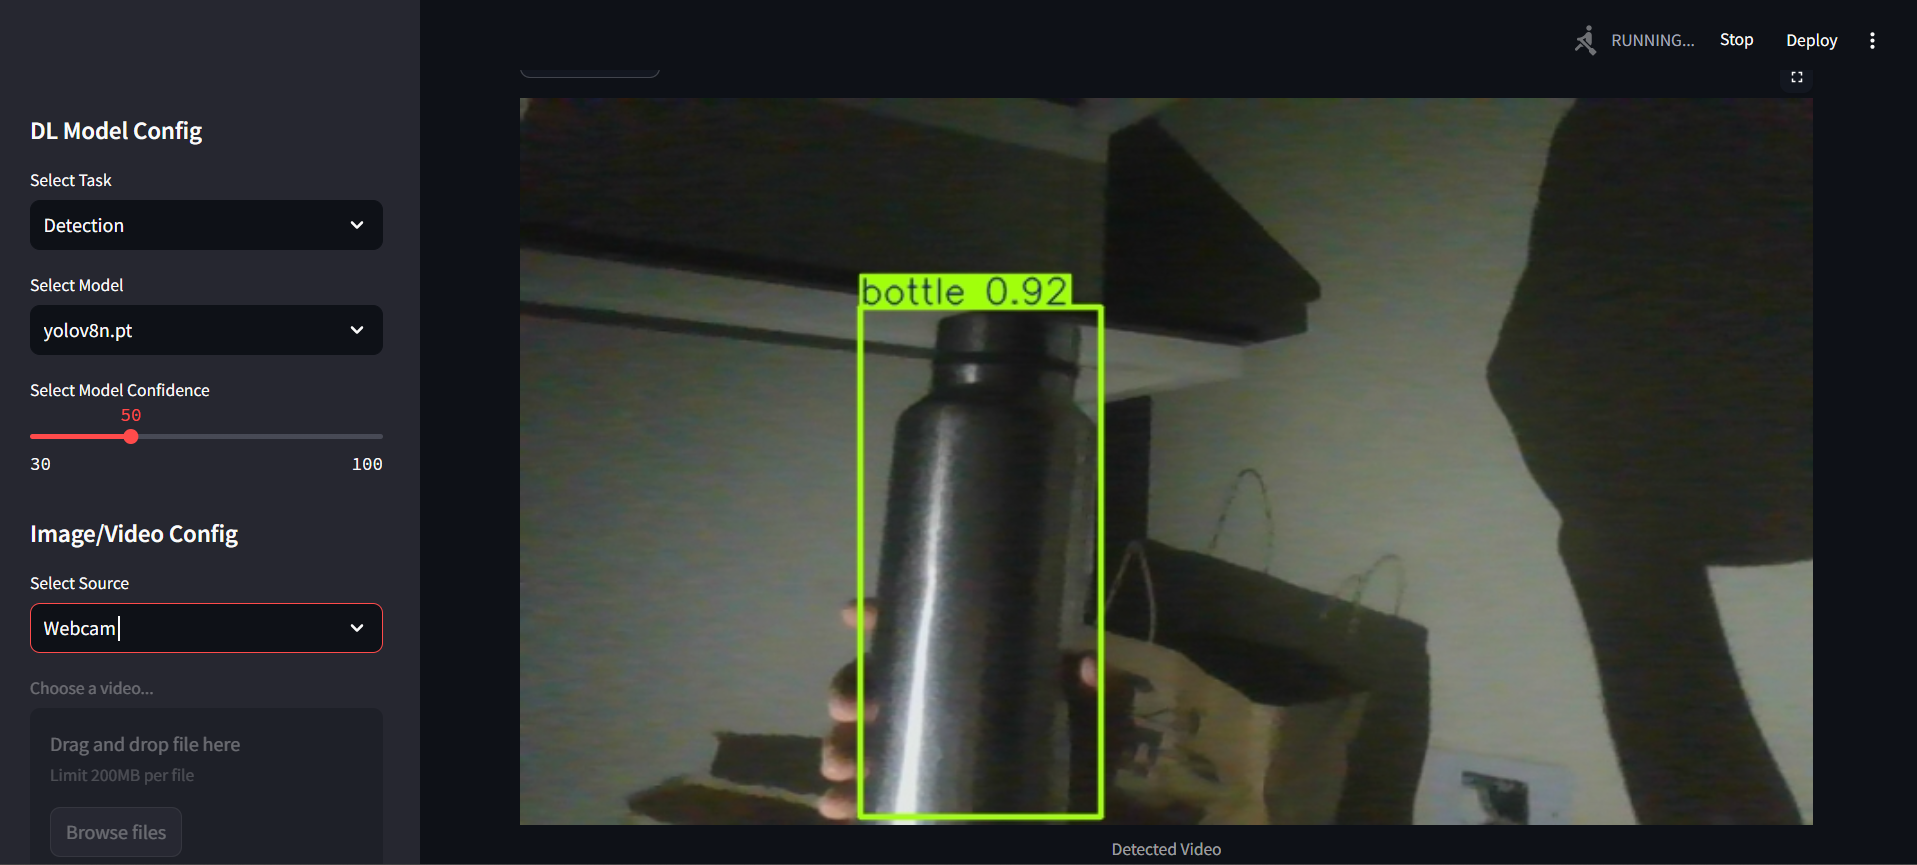 RUNNING...
Stop
Deploy
DL Model Config
Select Task
Detection
Select Model
yolov8n.pt
Select Model Confidence
50
30
100
Image/Video Config
Select Source
Webcam
Choose a video...
Drag and drop file here
Limit 200MB per file
Browse files
bottle 0.92
Detected Video